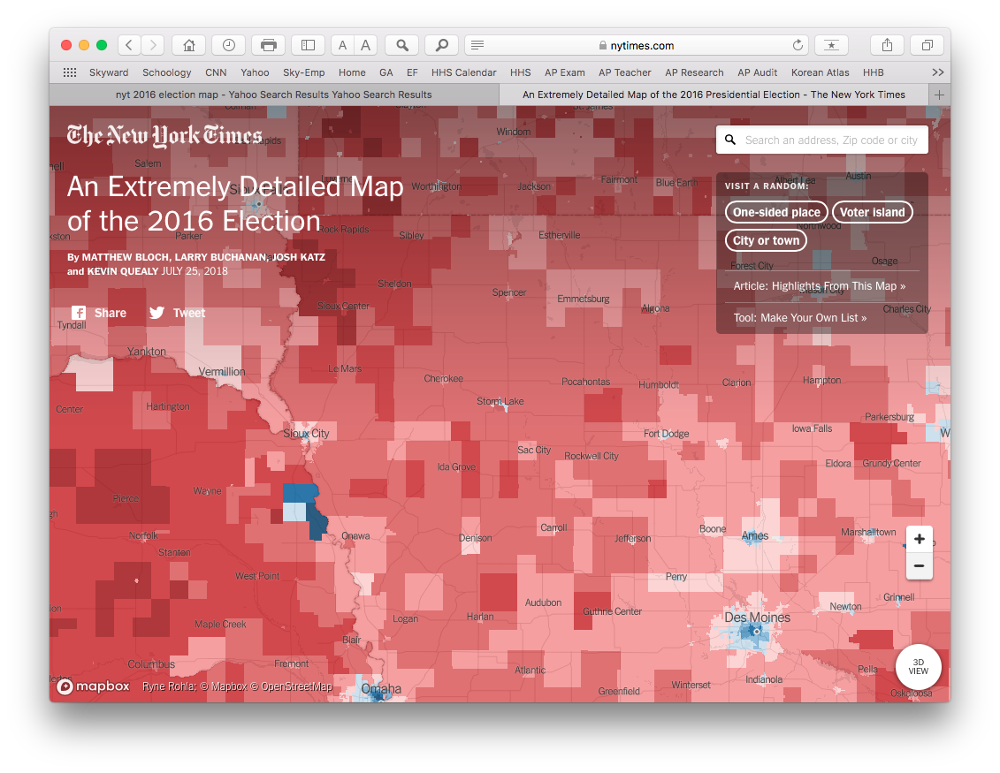 A A
nytimes.com
Skyward Schoology CNN Yahoo Sky-Emp Home GA EF HHS Calendar HHS AP Exam AP Teacher AP Research AP Audit Korean Atlas HHB
nyt 2016 election map - Yahoo Search Results Yahoo Search Results
An Extremely Detailed Map of the 2016 Presidential Election - The New York Times
The New York Times
An Extremely Detailed Map
of the 2016 Election
By MATTHEW BLOCH, LARRY BUCHANAN, JOSH KATZ
and KEVIN QUEALY JULY 25, 2018
Share Tweet
Search an address, Zip code or city
VISIT A RANDOM:
One-sided place Voter island
City or town
Article: Highlights From This Map »
Tool: Make Your Own List »
St. James
Windom
Salem
Luverne
Worthington Jackson Fairmont Blue Earth Albert Lea Austin
Sioux Falls
Parker Rock Rapids Sibley Estherville Northwood
Forest City Osage
Mason City
Sheldon Spencer Emmetsburg Algona Charles City
Sioux Center
Tyndall
Yankton Vermillion Le Mars Cherokee Pocahontas Humboldt Clarion Hampton
Center Hartington Storm Lake Parkersburg
Sioux City Fort Dodge Iowa Falls W
Sac City Rockwell City
Ida Grove Eldora Grundy Center
Wayne
Pierce
Norfolk Onawa Denison Carroll Jefferson Boone Ames Marshalltown
Stanton
West Point Perry
Audubon Guthrie Center Newton Grinnell
Maple Creek Logan Harlan Des Moines
Blair
Columbus Fremont Atlantic Indianola Pella
Omaha Greenfield Winterset Oskaloosa
+
−
3D
VIEW
mapbox Ryne Rohla; © Mapbox © OpenStreetMap